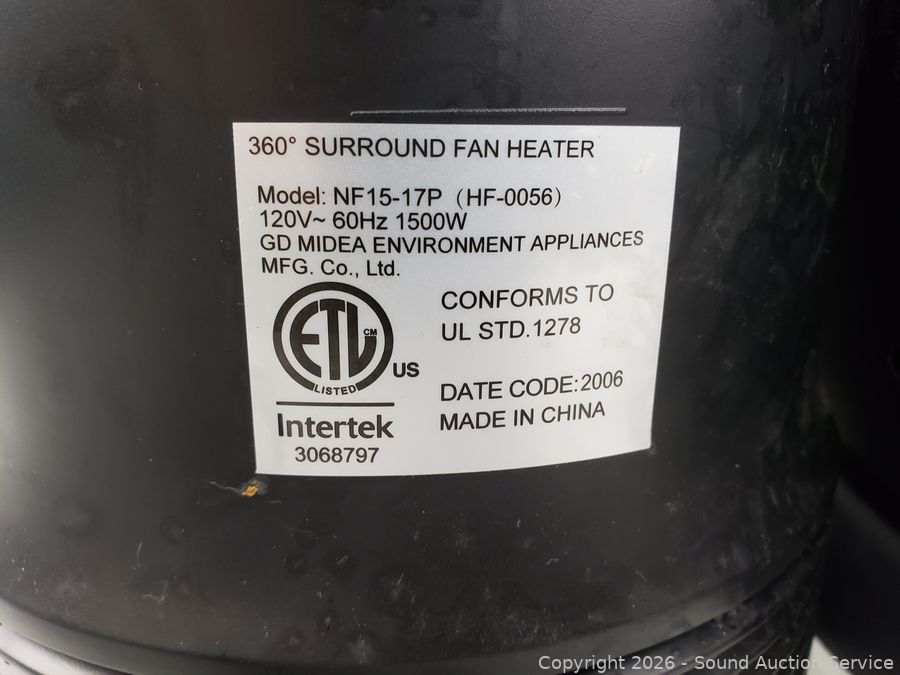 360° SURROUND FAN HEATER
Model: NF15-17P (HF-0056)
120V~ 60Hz 1500W
GD MIDEA ENVIRONMENT APPLIANCES
MFG. Co., Ltd.
ETL CM
LISTED
US
Intertek
3068797
CONFORMS TO
UL STD.1278
DATE CODE:2006
MADE IN CHINA
Copyright © 2026 - Sound Auction Service